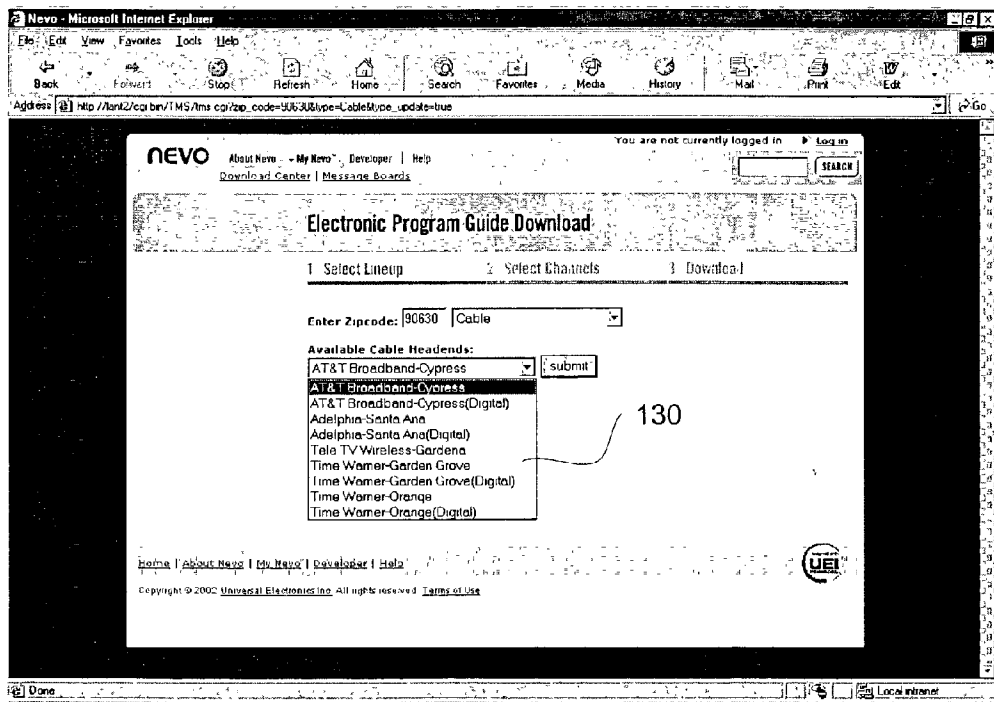 Nevo - Microsoft Internet Explorer
File Edit View Favorites Tools Help
Back Forward Stop Refresh Home Search Favorites Media History Mail Print Edit
Address http://lant2/cgi bin/TMS/tms cgi?zip_code=90630&type=Cable&type_update=true Go
You are not currently logged in Log in
nevo About Nevo My Nevo Developer | Help SEARCH
Download Center | Message Boards
Electronic Program Guide Download
1 Select Lineup 2 Select Channels 3 Download
Enter Zipcode: 90630 Cable
Available Cable Headends:
AT&T Broadband-Cypress submit
AT&T Broadband-Cypress
AT&T Broadband-Cypress(Digital)
Adelphia-Santa Ana
Adelphia-Santa Ana(Digital)
130
Tele TV Wireless-Gardena
Time Warner-Garden Grove
Time Warner-Garden Grove(Digital)
Time Warner-Orange
Time Warner-Orange(Digital)
Home | About Nevo | My Nevo | Developer | Help
UEI
Copyright © 2002 Universal Electronics Inc. All rights reserved Terms of Use
Done Local intranet